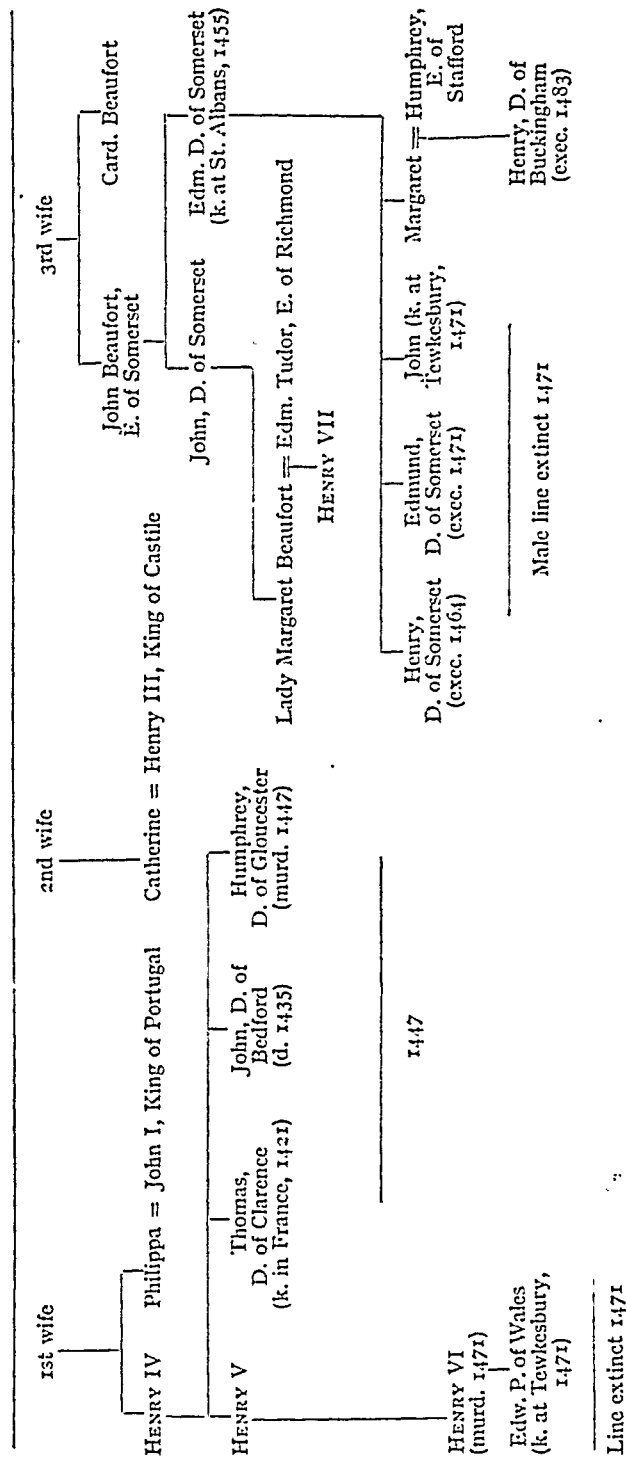 1st wife
2nd wife
3rd wife
HENRY IV Philippa = John I, King of Portugal Catherine = Henry III, King of Castile
John Beaufort,
E. of Somerset
Card. Beaufort
HENRY V
Thomas,
D. of Clarence
(k. in France, 1421)
John, D. of
Bedford
(d. 1435)
Humphrey,
D. of Gloucester
(murd. 1447)
John, D. of Somerset
Edm. D. of Somerset
(k. at St. Albans, 1455)
Lady Margaret Beaufort = Edm. Tudor, E. of Richmond
HENRY VII
1447
Henry,
D. of Somerset
(exec. 1464)
Edmund,
D. of Somerset
(exec. 1471)
John (k. at
Tewkesbury,
1471)
Margaret = Humphrey,
E. of
Stafford
HENRY VI
(murd. 1471)
Edw. P. of Wales
(k. at Tewkesbury,
1471)
Henry, D. of
Buckingham
(exec. 1483)
Line extinct 1471
Male line extinct 1471